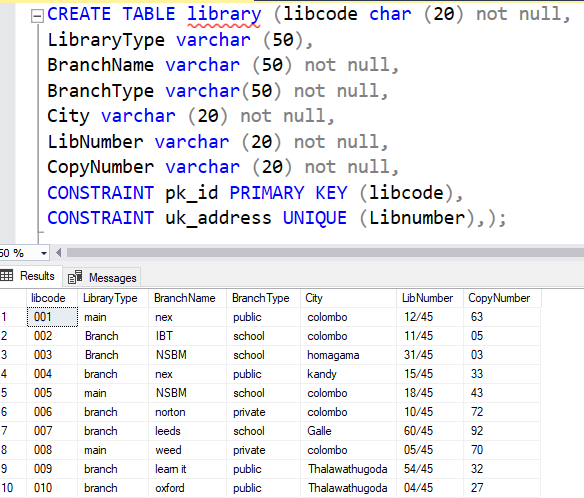 CREATE TABLE library (libcode char (20) not null,
LibraryType varchar (50),
BranchName varchar (50) not null,
BranchType varchar(50) not null,
City varchar (20) not null,
LibNumber varchar (20) not null,
CopyNumber varchar (20) not null,
CONSTRAINT pk_id PRIMARY KEY (libcode),
CONSTRAINT uk_address UNIQUE (Libnumber),);
50 %
Results Messages
libcode LibraryType BranchName BranchType City LibNumber CopyNumber
1 001 main nex public colombo 12/45 63
2 002 Branch IBT school colombo 11/45 05
3 003 Branch NSBM school homagama 31/45 03
4 004 branch nex public kandy 15/45 33
5 005 main NSBM school colombo 18/45 43
6 006 branch norton private colombo 10/45 72
7 007 branch leeds school Galle 60/45 92
8 008 main weed private colombo 05/45 70
9 009 branch learn it public Thalawathugoda 54/45 32
10 010 branch oxford public Thalawathugoda 04/45 27